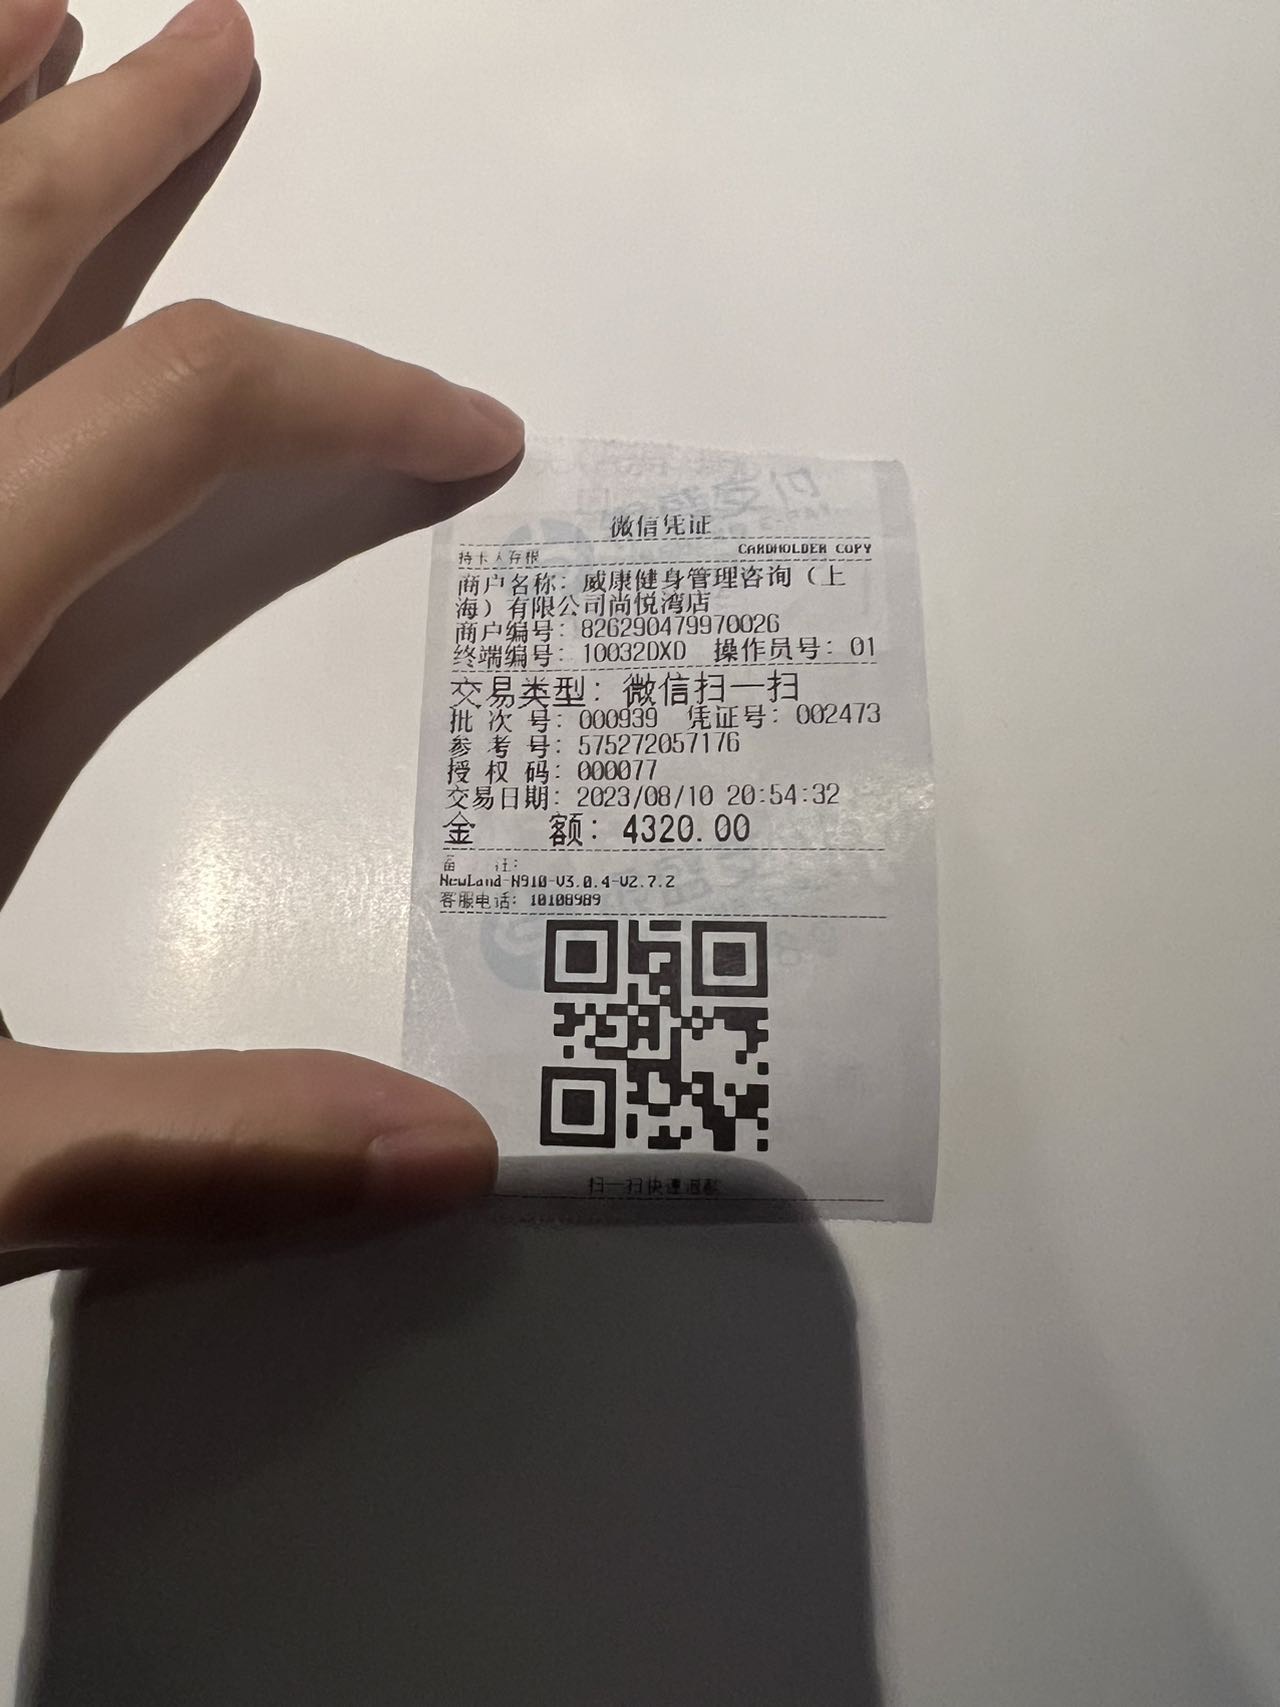 微信凭证
持卡人存根 CARDHOLDER COPY
商户名称：威康健身管理咨询（上
海）有限公司尚悦湾店
商户编号：826290479970026
终端编号：10032DXD 操作员号：01
交易类型：微信扫一扫
批次号：000939 凭证号：002473
参考号：575272057176
授权码：000077
交易日期：2023/08/10 20:54:32
金额：4320.00
备注：
NewLand-N910-V3.0.4-V2.7.2
客服电话：10108989
扫一扫快速退款